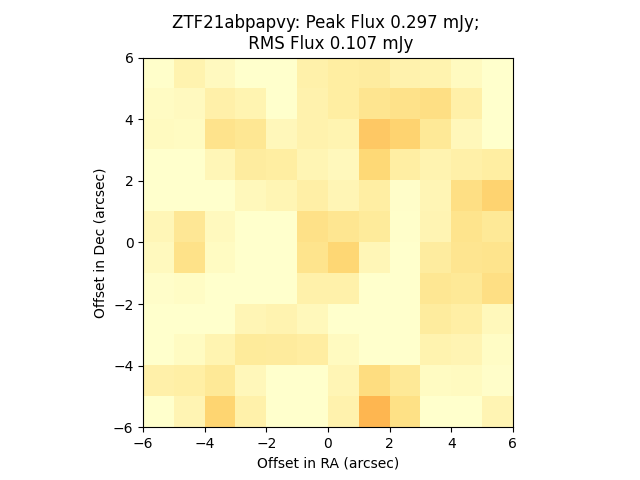 ZTF21abpapvy: Peak Flux 0.297 mJy;
RMS Flux 0.107 mJy
6
4
2
0
−2
−4
−6
Offset in Dec (arcsec)
−6 −4 −2 0 2 4 6
Offset in RA (arcsec)